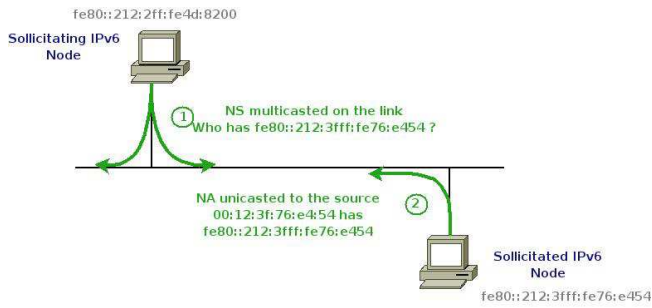 fe80::212:2ff:fe4d:8200
Sollicitating IPv6
Node
1
NS multicasted on the link
Who has fe80::212:3fff:fe76:e454 ?
NA unicasted to the source
00:12:3f:76:e4:54 has
fe80::212:3fff:fe76:e454
2
Sollicitated IPv6
Node
fe80::212:3fff:fe76:e454